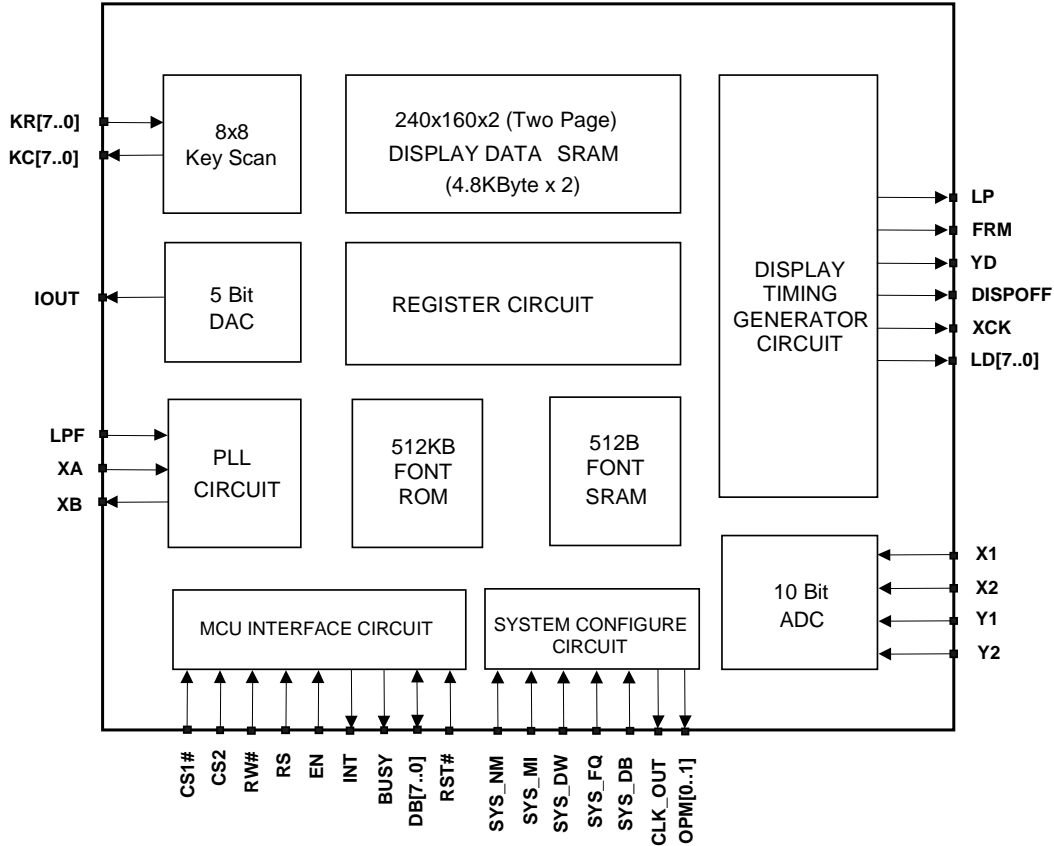 KR[7..0]
KC[7..0]
8x8
Key Scan
240x160x2 (Two Page)
DISPLAY DATA SRAM
(4.8KByte x 2)
DISPLAY
TIMING
GENERATOR
CIRCUIT
LP
FRM
YD
DISPOFF
XCK
LD[7..0]
IOUT
5 Bit
DAC
REGISTER CIRCUIT
LPF
XA
XB
PLL
CIRCUIT
512KB
FONT
ROM
512B
FONT
SRAM
10 Bit
ADC
X1
X2
Y1
Y2
MCU INTERFACE CIRCUIT
SYSTEM CONFIGURE
CIRCUIT
CS1#
CS2
RW#
RS
EN
INT
BUSY
DB[7..0]
RST#
SYS_NM
SYS_MI
SYS_DW
SYS_FQ
SYS_DB
CLK_OUT
OPM[0..1]